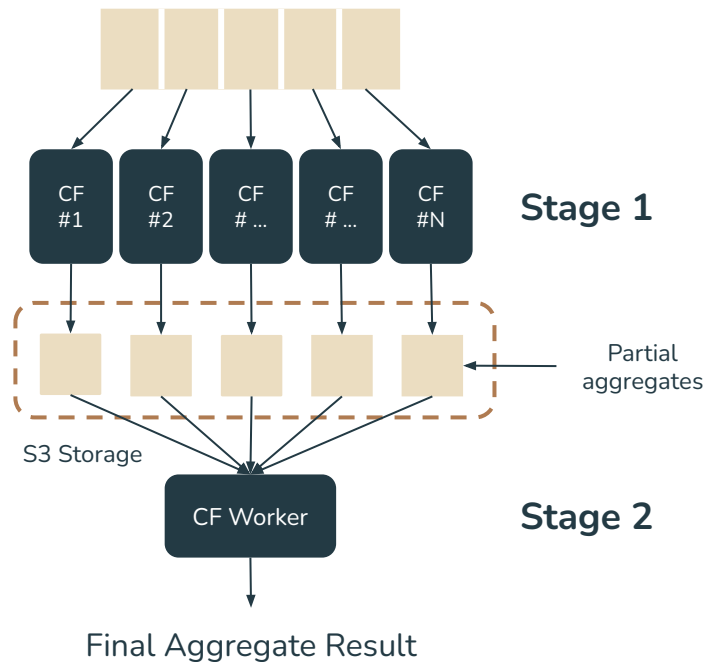 CF
#1
CF
#2
CF
# ...
CF
# ...
CF
#N
Stage 1
Partial
aggregates
S3 Storage
CF Worker
Stage 2
Final Aggregate Result